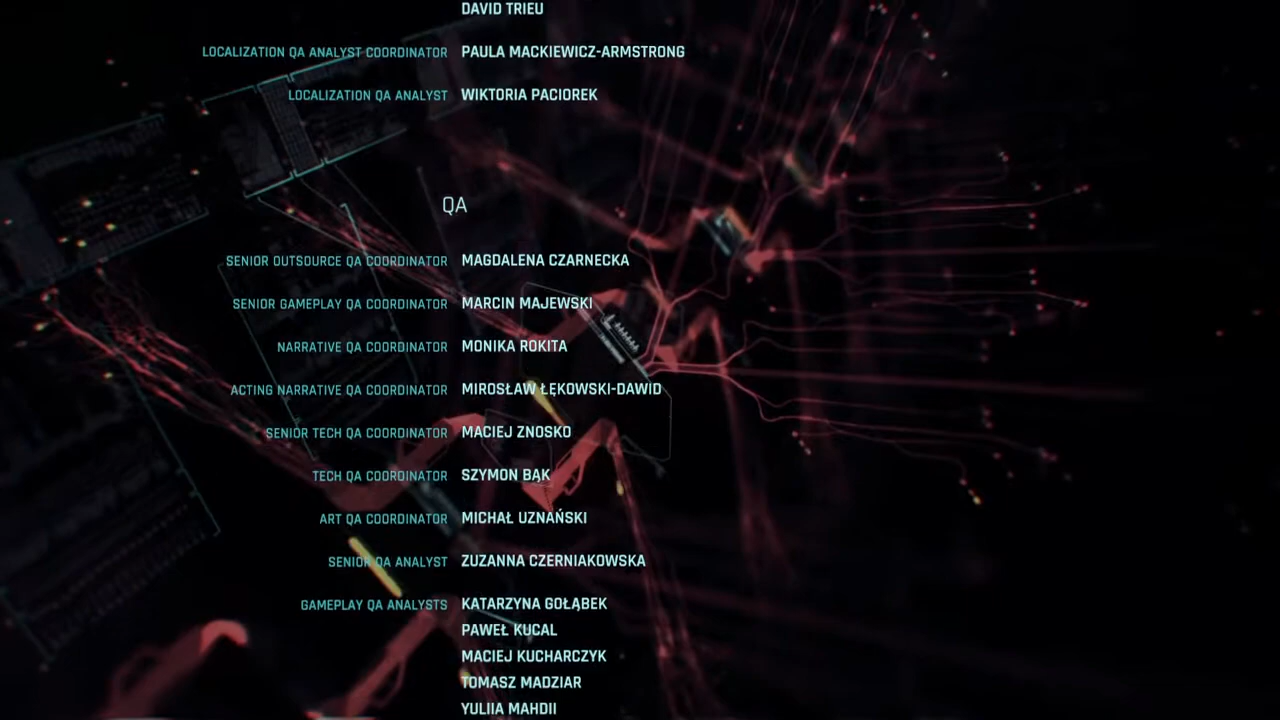 DAVID TRIEU
LOCALIZATION QA ANALYST COORDINATOR PAULA MACKIEWICZ-ARMSTRONG
LOCALIZATION QA ANALYST WIKTORIA PACIOREK
QA
SENIOR OUTSOURCE QA COORDINATOR MAGDALENA CZARNECKA
SENIOR GAMEPLAY QA COORDINATOR MARCIN MAJEWSKI
NARRATIVE QA COORDINATOR MONIKA ROKITA
ACTING NARRATIVE QA COORDINATOR MIROSŁAW ŁĘKOWSKI-DAWID
SENIOR TECH QA COORDINATOR MACIEJ ZNOSKO
TECH QA COORDINATOR SZYMON BĄK
ART QA COORDINATOR MICHAŁ UZNAŃSKI
SENIOR QA ANALYST ZUZANNA CZERNIAKOWSKA
GAMEPLAY QA ANALYSTS KATARZYNA GOŁĄBEK
PAWEŁ KUCAL
MACIEJ KUCHARCZYK
TOMASZ MADZIAR
YULIIA MAHDII